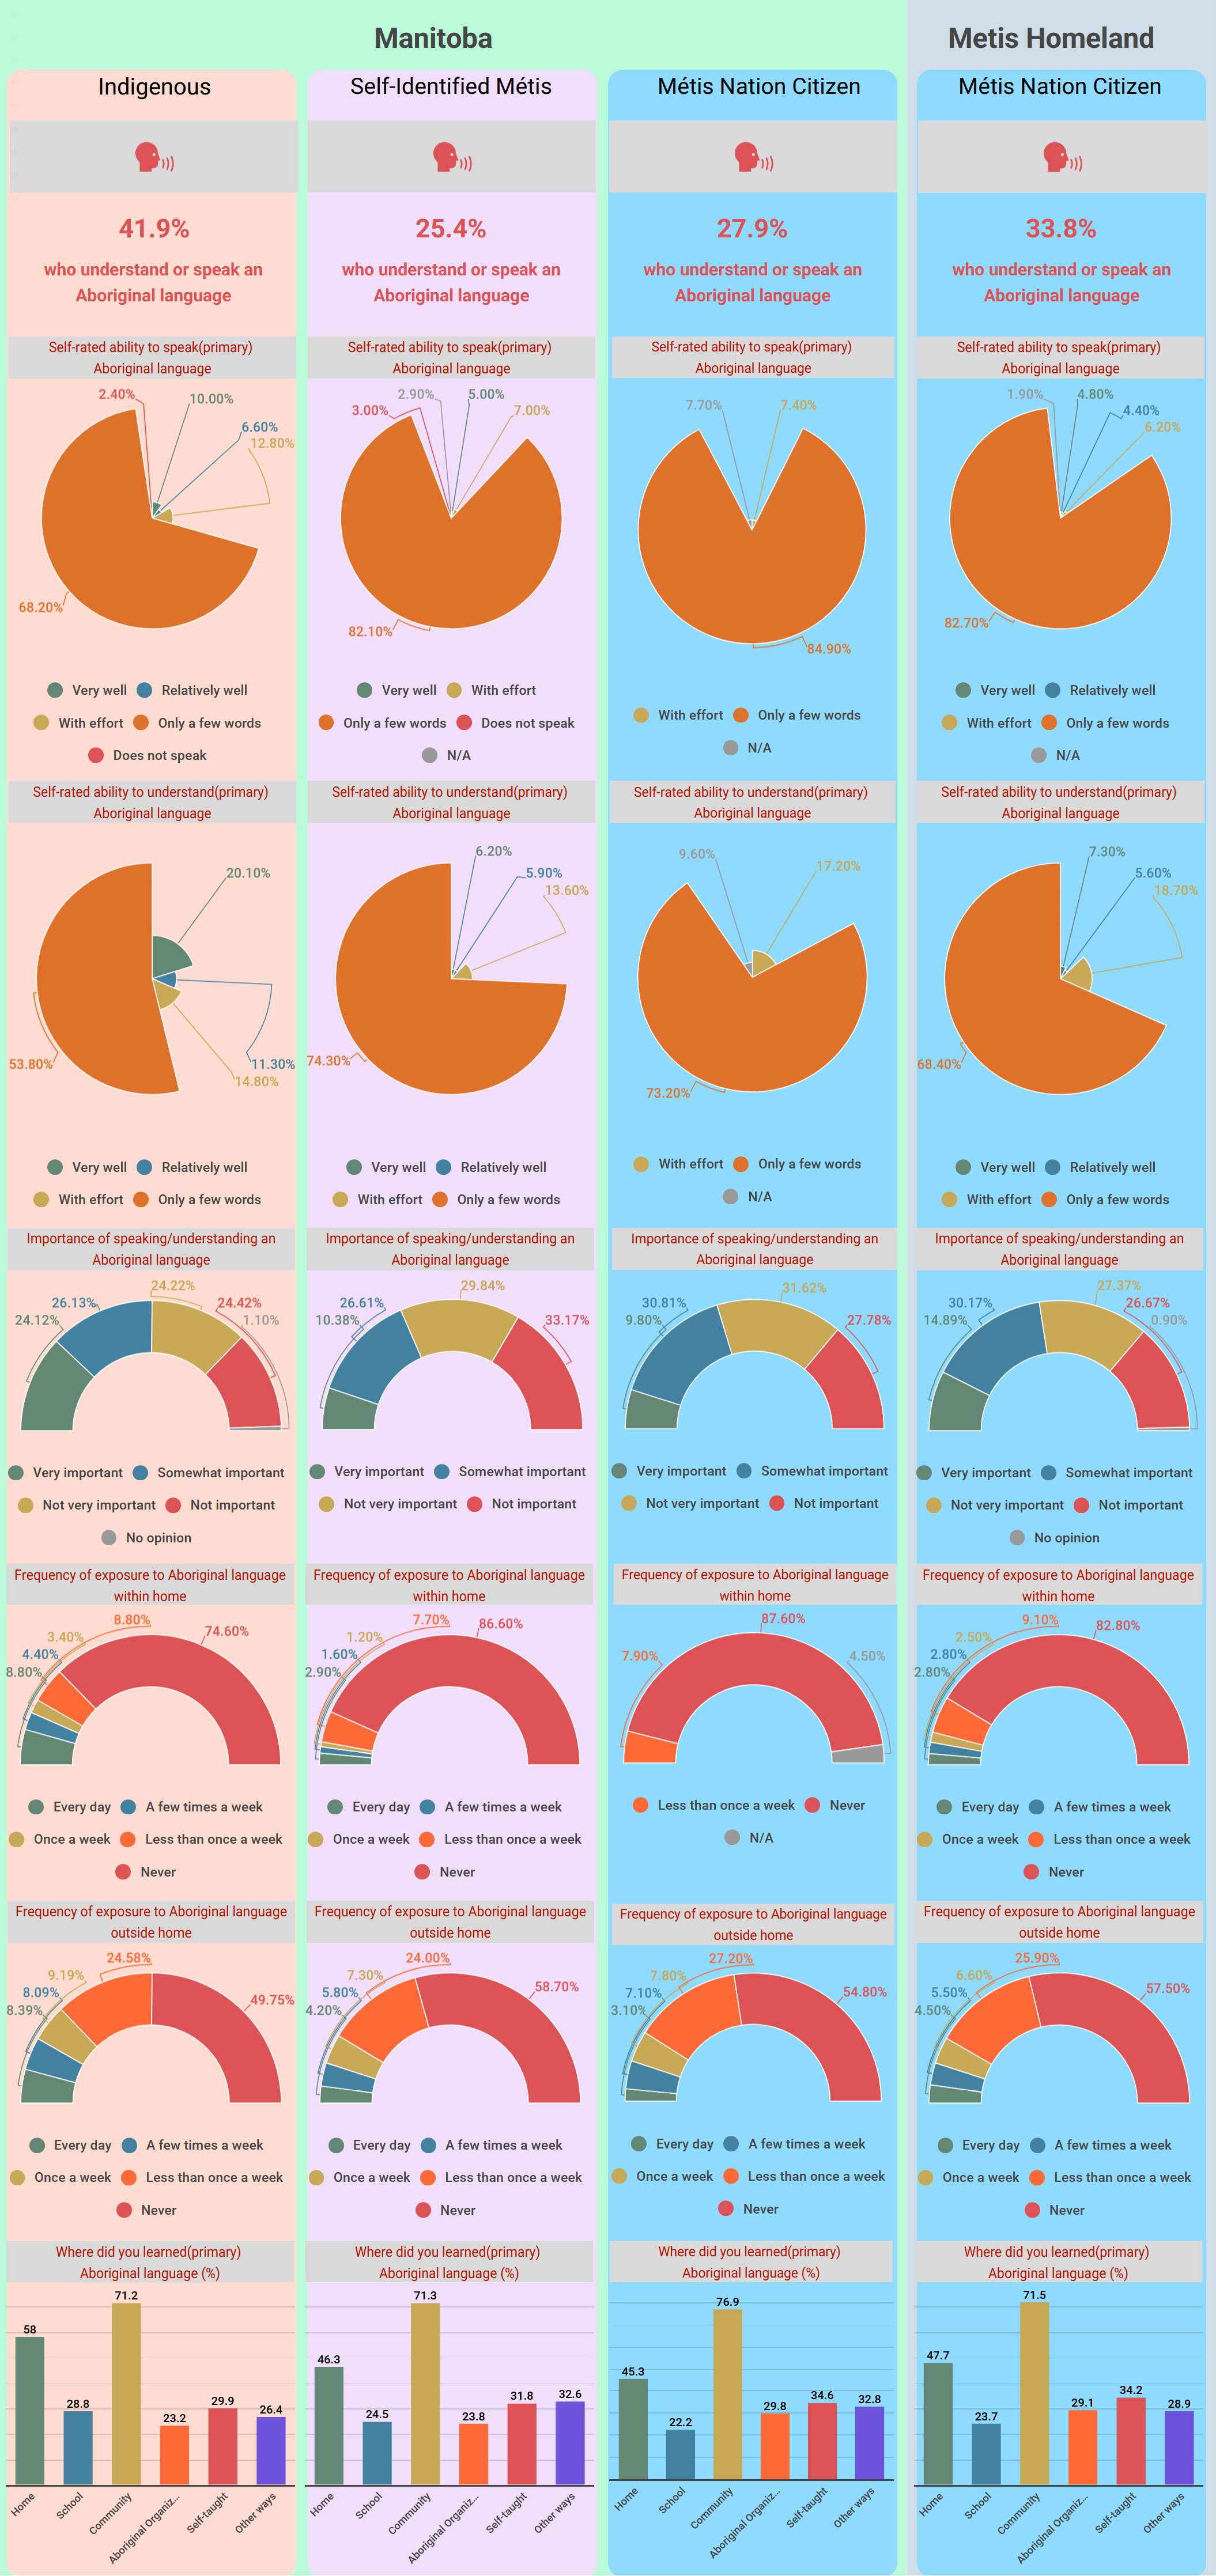 Manitoba
Metis Homeland
Indigenous
Self-Identified Métis
Métis Nation Citizen
Métis Nation Citizen
41.9%
who understand or speak an
Aboriginal language
25.4%
who understand or speak an
Aboriginal language
27.9%
who understand or speak an
Aboriginal language
33.8%
who understand or speak an
Aboriginal language
Self-rated ability to speak(primary)
Aboriginal language
2.40%
10.00%
6.60%
12.80%
68.20%
Very well
Relatively well
With effort
Only a few words
Does not speak
Self-rated ability to speak(primary)
Aboriginal language
2.90%
5.00%
3.00%
7.00%
82.10%
Very well
With effort
Only a few words
Does not speak
N/A
Self-rated ability to speak(primary)
Aboriginal language
7.70%
7.40%
84.90%
With effort
Only a few words
N/A
Self-rated ability to speak(primary)
Aboriginal language
1.90%
4.80%
4.40%
6.20%
82.70%
Very well
Relatively well
With effort
Only a few words
N/A
Self-rated ability to understand(primary)
Aboriginal language
20.10%
53.80%
11.30%
14.80%
Very well
Relatively well
With effort
Only a few words
Self-rated ability to understand(primary)
Aboriginal language
6.20%
5.90%
13.60%
74.30%
Very well
Relatively well
With effort
Only a few words
Self-rated ability to understand(primary)
Aboriginal language
9.60%
17.20%
73.20%
With effort
Only a few words
N/A
Self-rated ability to understand(primary)
Aboriginal language
7.30%
5.60%
18.70%
68.40%
Very well
Relatively well
With effort
Only a few words
Importance of speaking/understanding an
Aboriginal language
24.22%
26.13%
24.42%
24.12%
1.10%
Very important
Somewhat important
Not very important
Not important
No opinion
Importance of speaking/understanding an
Aboriginal language
29.84%
26.61%
10.38%
33.17%
Very important
Somewhat important
Not very important
Not important
Importance of speaking/understanding an
Aboriginal language
31.62%
30.81%
9.80%
27.78%
Very important
Somewhat important
Not very important
Not important
Importance of speaking/understanding an
Aboriginal language
27.37%
30.17%
26.67%
14.89%
0.90%
Very important
Somewhat important
Not very important
Not important
No opinion
Frequency of exposure to Aboriginal language
within home
8.80%
74.60%
3.40%
4.40%
8.80%
Every day
A few times a week
Once a week
Less than once a week
Never
Frequency of exposure to Aboriginal language
within home
7.70%
86.60%
1.20%
1.60%
2.90%
Every day
A few times a week
Once a week
Less than once a week
Never
Frequency of exposure to Aboriginal language
within home
87.60%
7.90%
4.50%
Less than once a week
Never
N/A
Frequency of exposure to Aboriginal language
within home
9.10%
82.80%
2.50%
2.80%
2.80%
Every day
A few times a week
Once a week
Less than once a week
Never
Frequency of exposure to Aboriginal language
outside home
24.58%
9.19%
8.09%
8.39%
49.75%
Every day
A few times a week
Once a week
Less than once a week
Never
Frequency of exposure to Aboriginal language
outside home
24.00%
7.30%
5.80%
4.20%
58.70%
Every day
A few times a week
Once a week
Less than once a week
Never
Frequency of exposure to Aboriginal language
outside home
27.20%
7.80%
7.10%
3.10%
54.80%
Every day
A few times a week
Once a week
Less than once a week
Never
Frequency of exposure to Aboriginal language
outside home
25.90%
6.60%
5.50%
4.50%
57.50%
Every day
A few times a week
Once a week
Less than once a week
Never
Where did you learned(primary)
Aboriginal language (%)
58
28.8
71.2
23.2
29.9
26.4
Home
School
Community
Aboriginal Organiz...
Self-taught
Other ways
Where did you learned(primary)
Aboriginal language (%)
46.3
24.5
71.3
23.8
31.8
32.6
Home
School
Community
Aboriginal Organiz...
Self-taught
Other ways
Where did you learned(primary)
Aboriginal language (%)
45.3
22.2
76.9
29.8
34.6
32.8
Home
School
Community
Aboriginal Organiz...
Self-taught
Other ways
Where did you learned(primary)
Aboriginal language (%)
47.7
23.7
71.5
29.1
34.2
28.9
Home
School
Community
Aboriginal Organiz...
Self-taught
Other ways